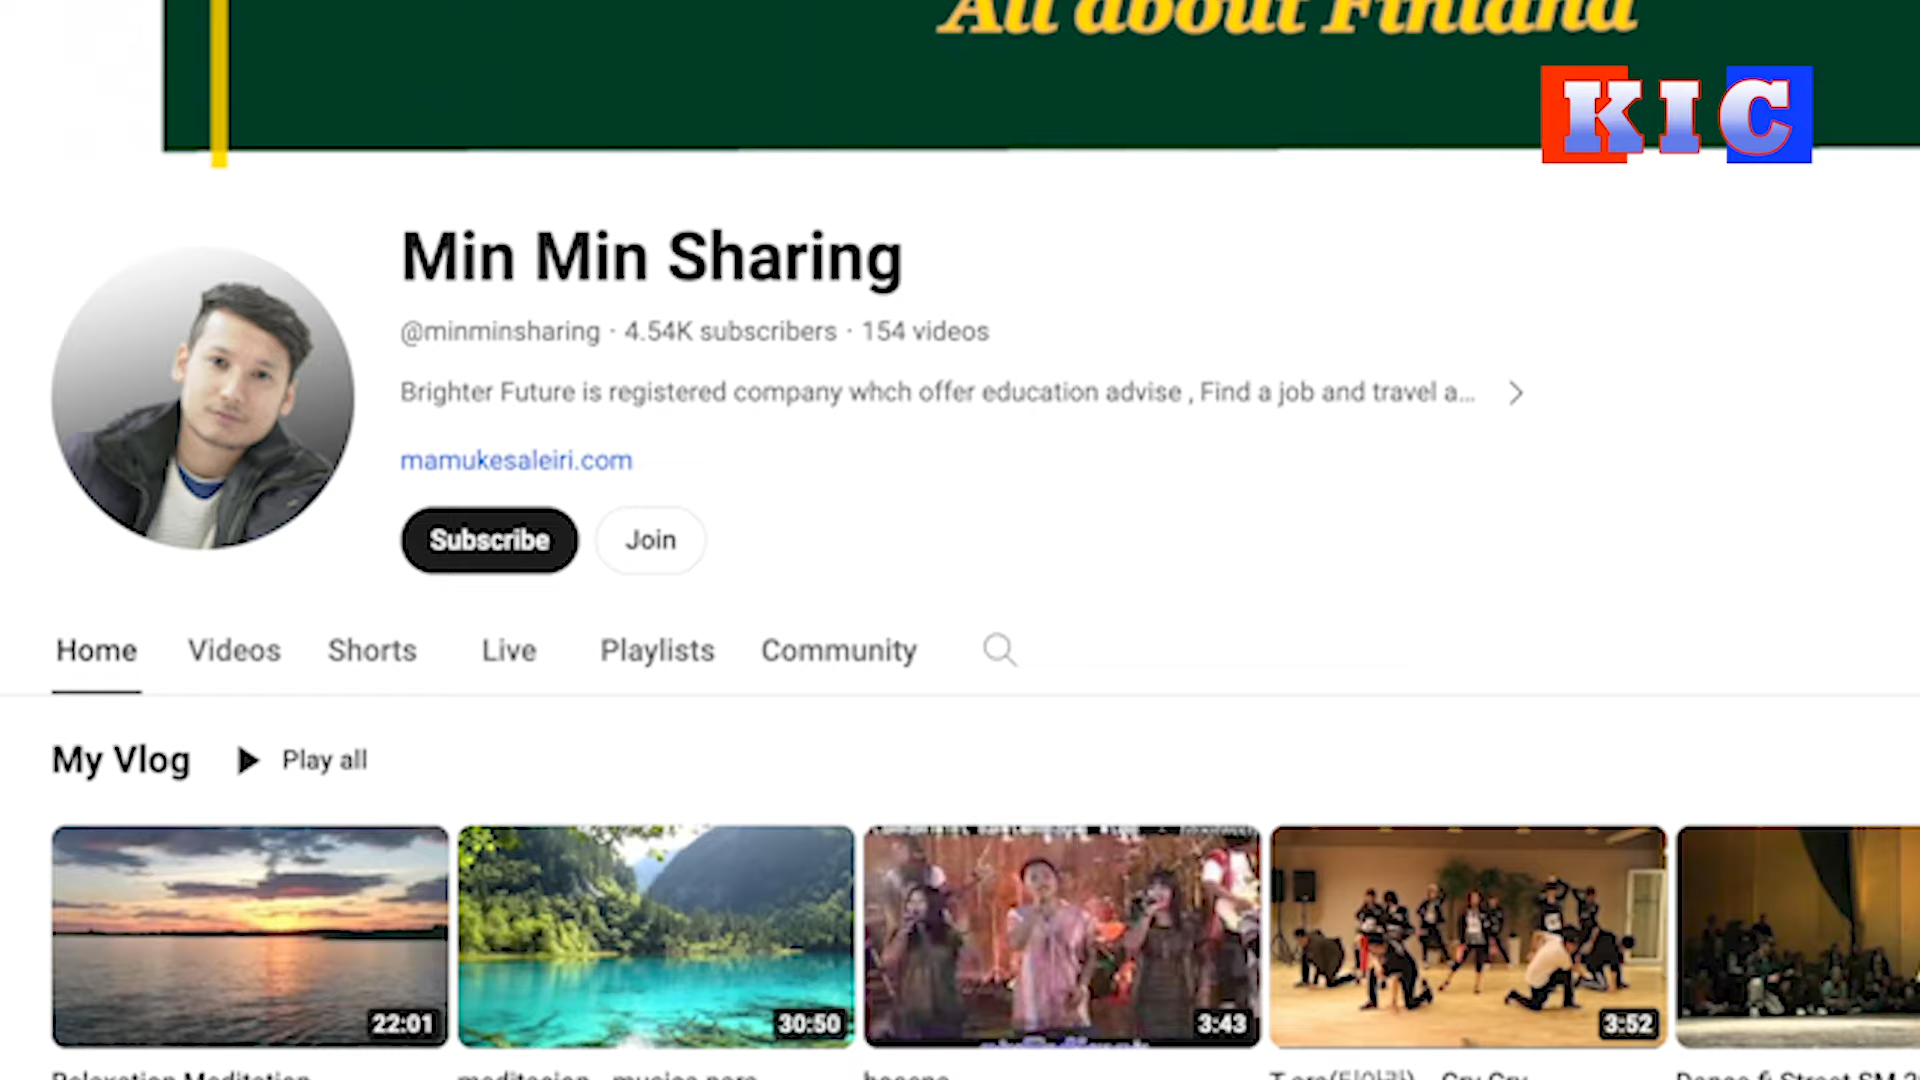 All about Finland
KIC
Min Min Sharing
@minminsharing · 4.54K subscribers · 154 videos
Brighter Future is registered company whch offer education advise , Find a job and travel a...
mamukesaleiri.com
Subscribe
Join
Home Videos Shorts Live Playlists Community
My Vlog Play all
22:01 30:50 3:43 3:52
Relaxation Meditation